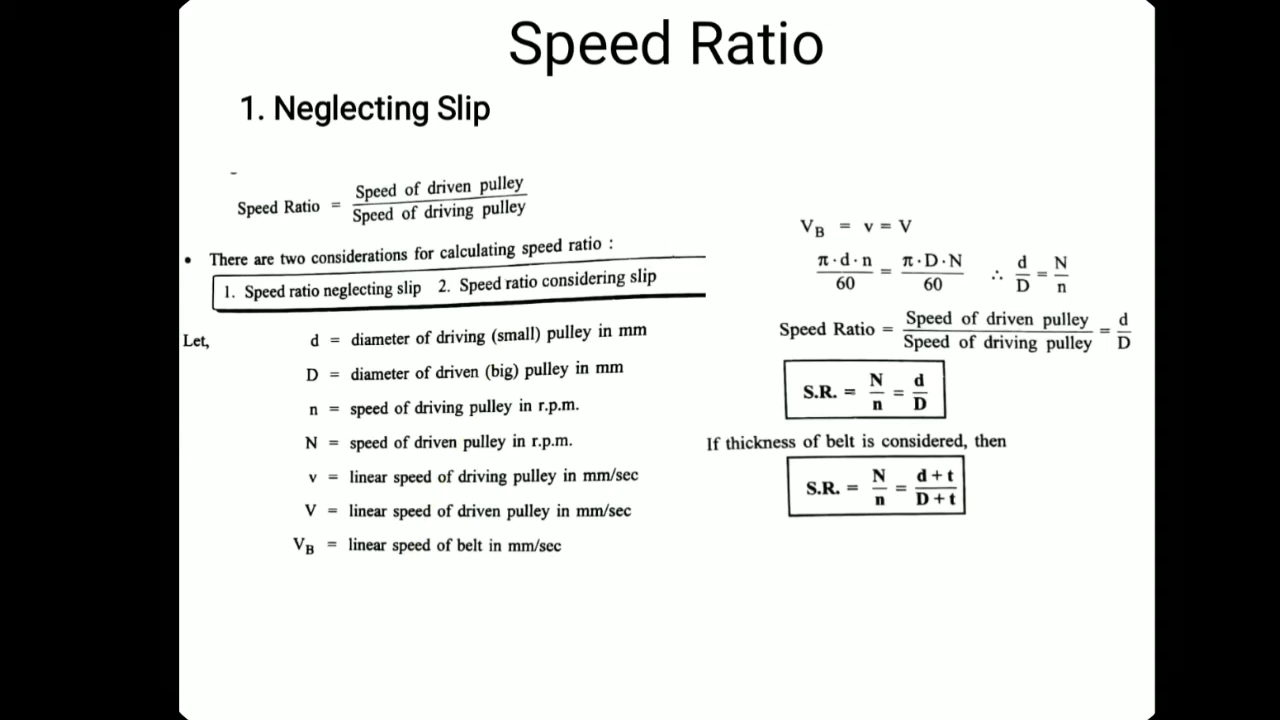 Speed Ratio
1. Neglecting Slip
Speed Ratio = Speed of driven pulley / Speed of driving pulley
• There are two considerations for calculating speed ratio :
1. Speed ratio neglecting slip 2. Speed ratio considering slip
Let,
d = diameter of driving (small) pulley in mm
D = diameter of driven (big) pulley in mm
n = speed of driving pulley in r.p.m.
N = speed of driven pulley in r.p.m.
v = linear speed of driving pulley in mm/sec
V = linear speed of driven pulley in mm/sec
V_B = linear speed of belt in mm/sec
V_B = v = V
π · d · n / 60 = π · D · N / 60 ∴ d / D = N / n
Speed Ratio = Speed of driven pulley / Speed of driving pulley = d / D
S.R. = N / n = d / D
If thickness of belt is considered, then
S.R. = N / n = d + t / D + t